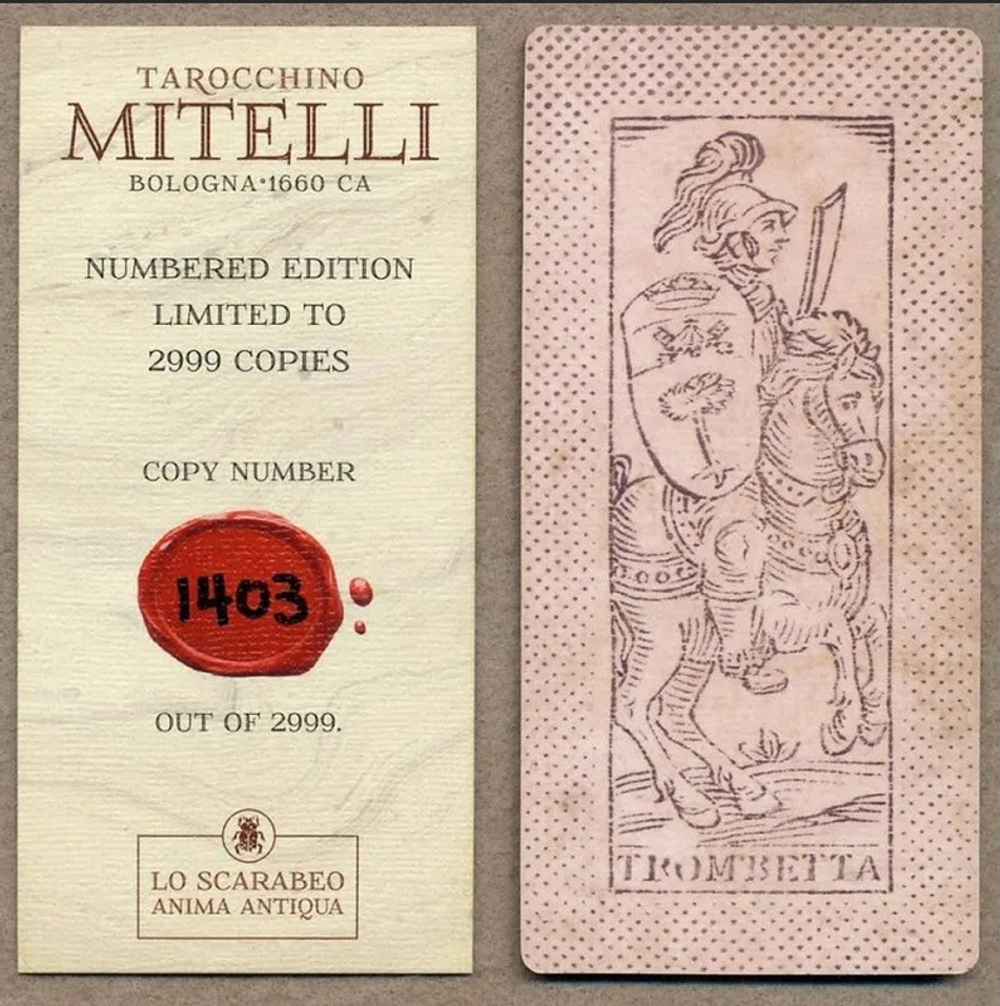 TAROCCHINO
MITELLI
BOLOGNA•1660 CA
NUMBERED EDITION
LIMITED TO
2999 COPIES
COPY NUMBER
1403
OUT OF 2999.
LO SCARABEO
ANIMA ANTIQUA
TROMBETTA